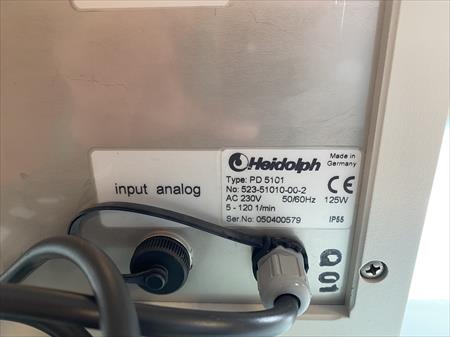 Heidolph
Made in
Germany
Type: PD 5101
No: 523-51010-00-2
CE
AC 230V 50/60Hz 125W
5 - 120 1/min
Ser.No: 050400579 IP55
input analog